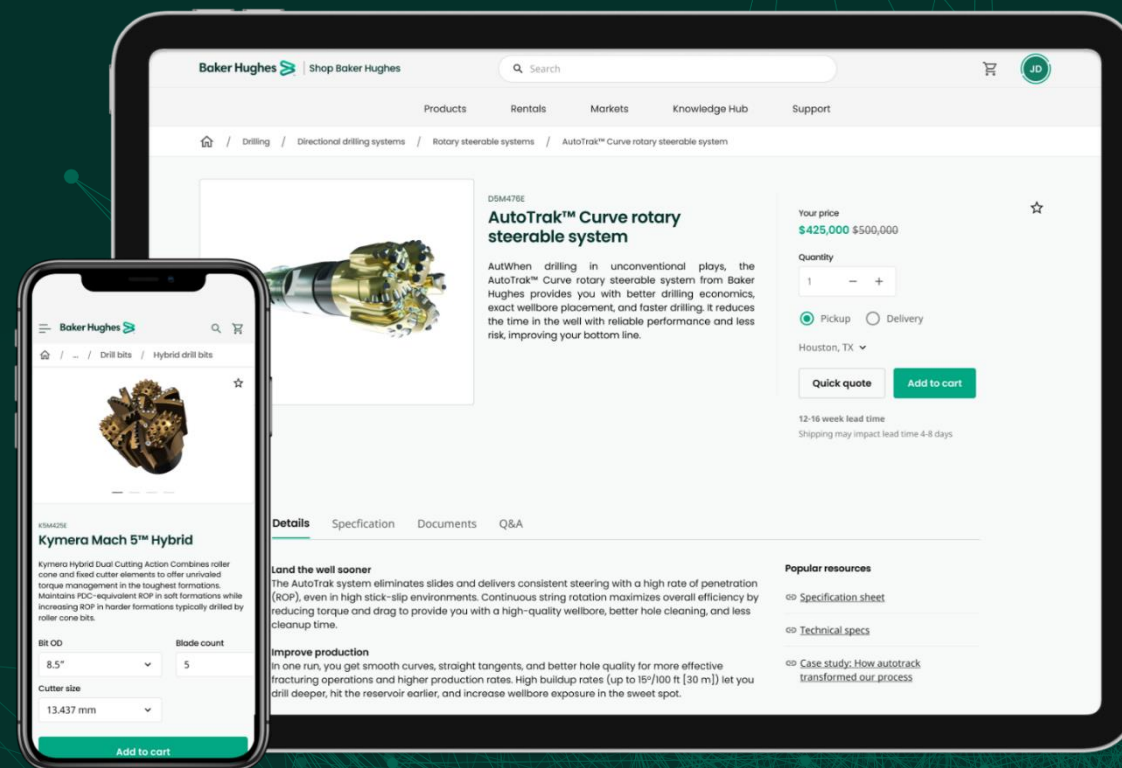 Baker Hughes | Shop Baker Hughes
Search
JD
Products Rentals Markets Knowledge Hub Support
/ Drilling / Directional drilling systems / Rotary steerable systems / AutoTrak™ Curve rotary steerable system
D5M476E
AutoTrak™ Curve rotary
steerable system
AutWhen drilling in unconventional plays, the
AutoTrak™ Curve rotary steerable system from Baker
Hughes provides you with better drilling economics,
exact wellbore placement, and faster drilling. It reduces
the time in the well with reliable performance and less
risk, improving your bottom line.
Your price
$425,000 $500,000
Quantity
1 − +
Pickup Delivery
Houston, TX
Quick quote Add to cart
12-16 week lead time
Shipping may impact lead time 4-8 days
Details Specfication Documents Q&A
Land the well sooner
The AutoTrak system eliminates slides and delivers consistent steering with a high rate of penetration
(ROP), even in high stick-slip environments. Continuous string rotation maximizes overall efficiency by
reducing torque and drag to provide you with a high-quality wellbore, better hole cleaning, and less
cleanup time.
Improve production
In one run, you get smooth curves, straight tangents, and better hole quality for more effective
fracturing operations and higher production rates. High buildup rates (up to 15º/100 ft [30 m]) let you
drill deeper, hit the reservoir earlier, and increase wellbore exposure in the sweet spot.
Popular resources
Specification sheet
Technical specs
Case study: How autotrack
transformed our process
Baker Hughes
/ ... / Drill bits / Hybrid drill bits
K5M425E
Kymera Mach 5™ Hybrid
Kymera Hybrid Dual Cutting Action Combines roller
cone and fixed cutter elements to offer unrivaled
torque management in the toughest formations.
Maintains PDC-equivalent ROP in soft formations while
increasing ROP in harder formations typically drilled by
roller cone bits.
Bit OD Blade count
8.5" 5
Cutter size
13.437 mm
Add to cart